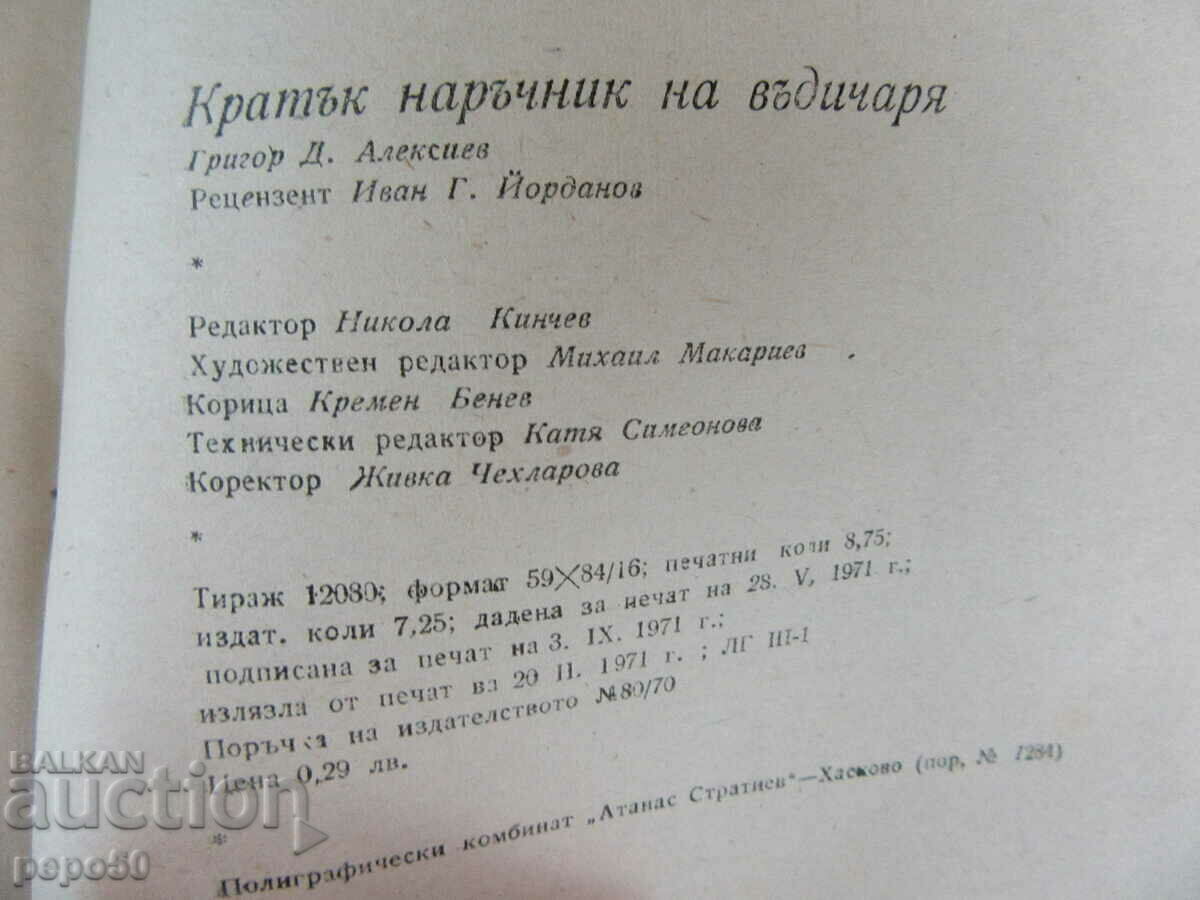 Кратък наръчник на въдичаря
Григор Д. Алексиев
Рецензент Иван Г. Йорданов
*
Редактор Никола Кинчев
Художествен редактор Михаил Макариев
Корица Кремен Бенев
Технически редактор Катя Симеонова
Коректор Живка Чехларова
*
Тираж 12080; формат 59×84/16; печатни коли 8,75;
издат. коли 7,25; дадена за печат на 28. V, 1971 г.;
подписана за печат на 3. IX. 1971 г.;
излязла от печат на 20 II. 1971 г. ; ЛГ III-1
Поръчка на издателството №80/70
Цена 0,29 лв.
*
Полиграфически комбинат „Атанас Стратиев“—Хасково (пор, № 1284)
BALKAN
auction
pepo50